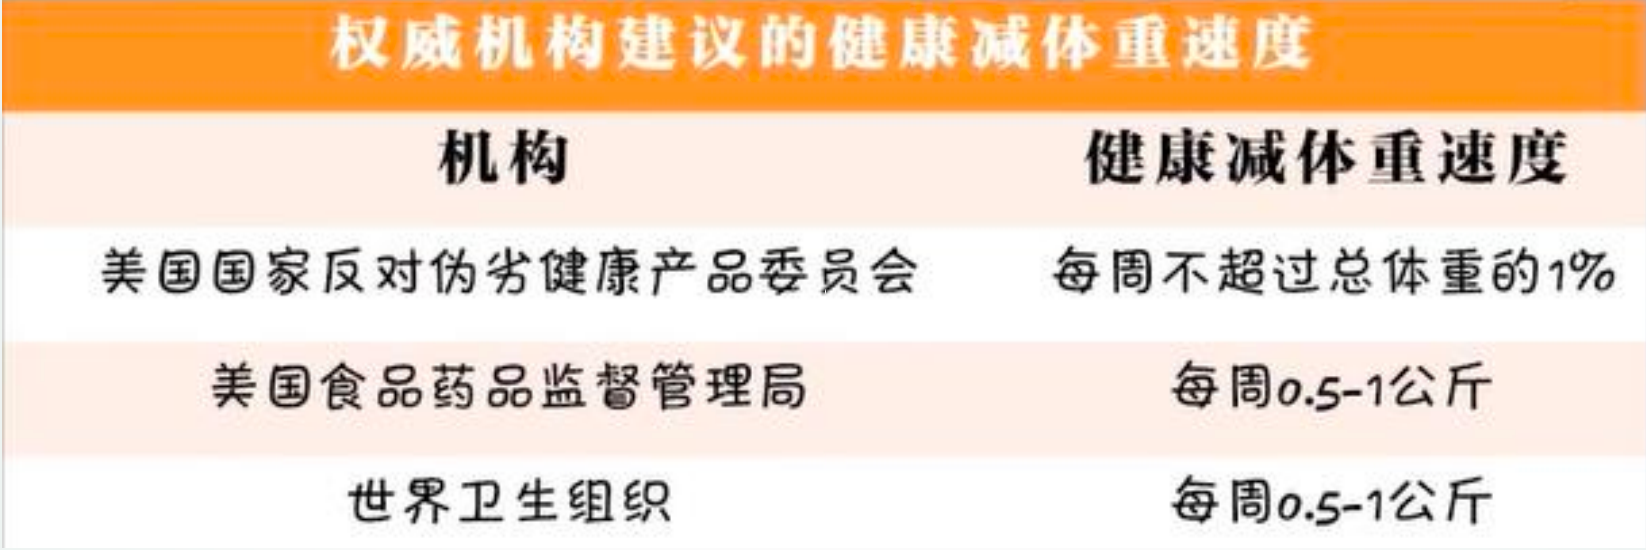 权威机构建议的健康减体重速度
机构 健康减体重速度
美国国家反对伪劣健康产品委员会 每周不超过总体重的1%
美国食品药品监督管理局 每周0.5-1公斤
世界卫生组织 每周0.5-1公斤